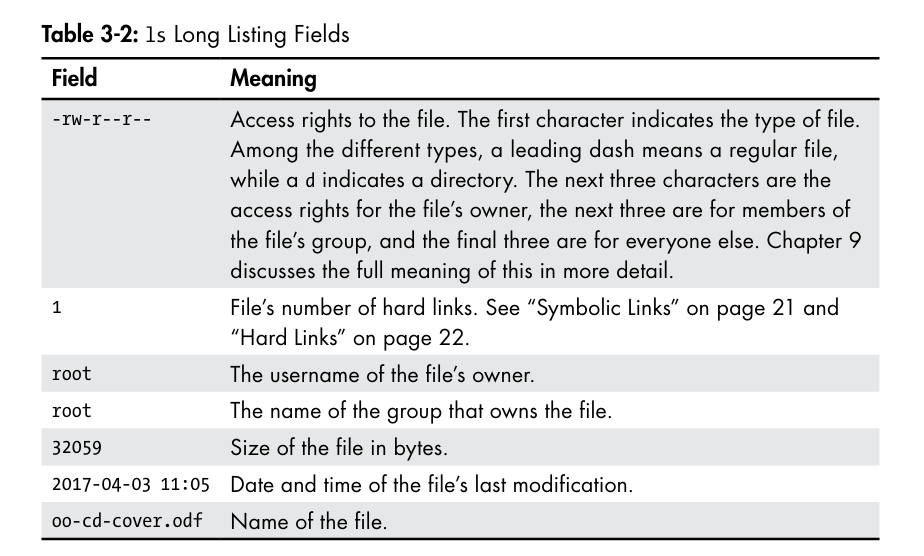 Table 3-2: ls Long Listing Fields
Field Meaning
-rw-r--r-- Access rights to the file. The first character indicates the type of file.
Among the different types, a leading dash means a regular file,
while a d indicates a directory. The next three characters are the
access rights for the file’s owner, the next three are for members of
the file’s group, and the final three are for everyone else. Chapter 9
discusses the full meaning of this in more detail.
1 File’s number of hard links. See “Symbolic Links” on page 21 and
“Hard Links” on page 22.
root The username of the file’s owner.
root The name of the group that owns the file.
32059 Size of the file in bytes.
2017-04-03 11:05 Date and time of the file’s last modification.
oo-cd-cover.odf Name of the file.